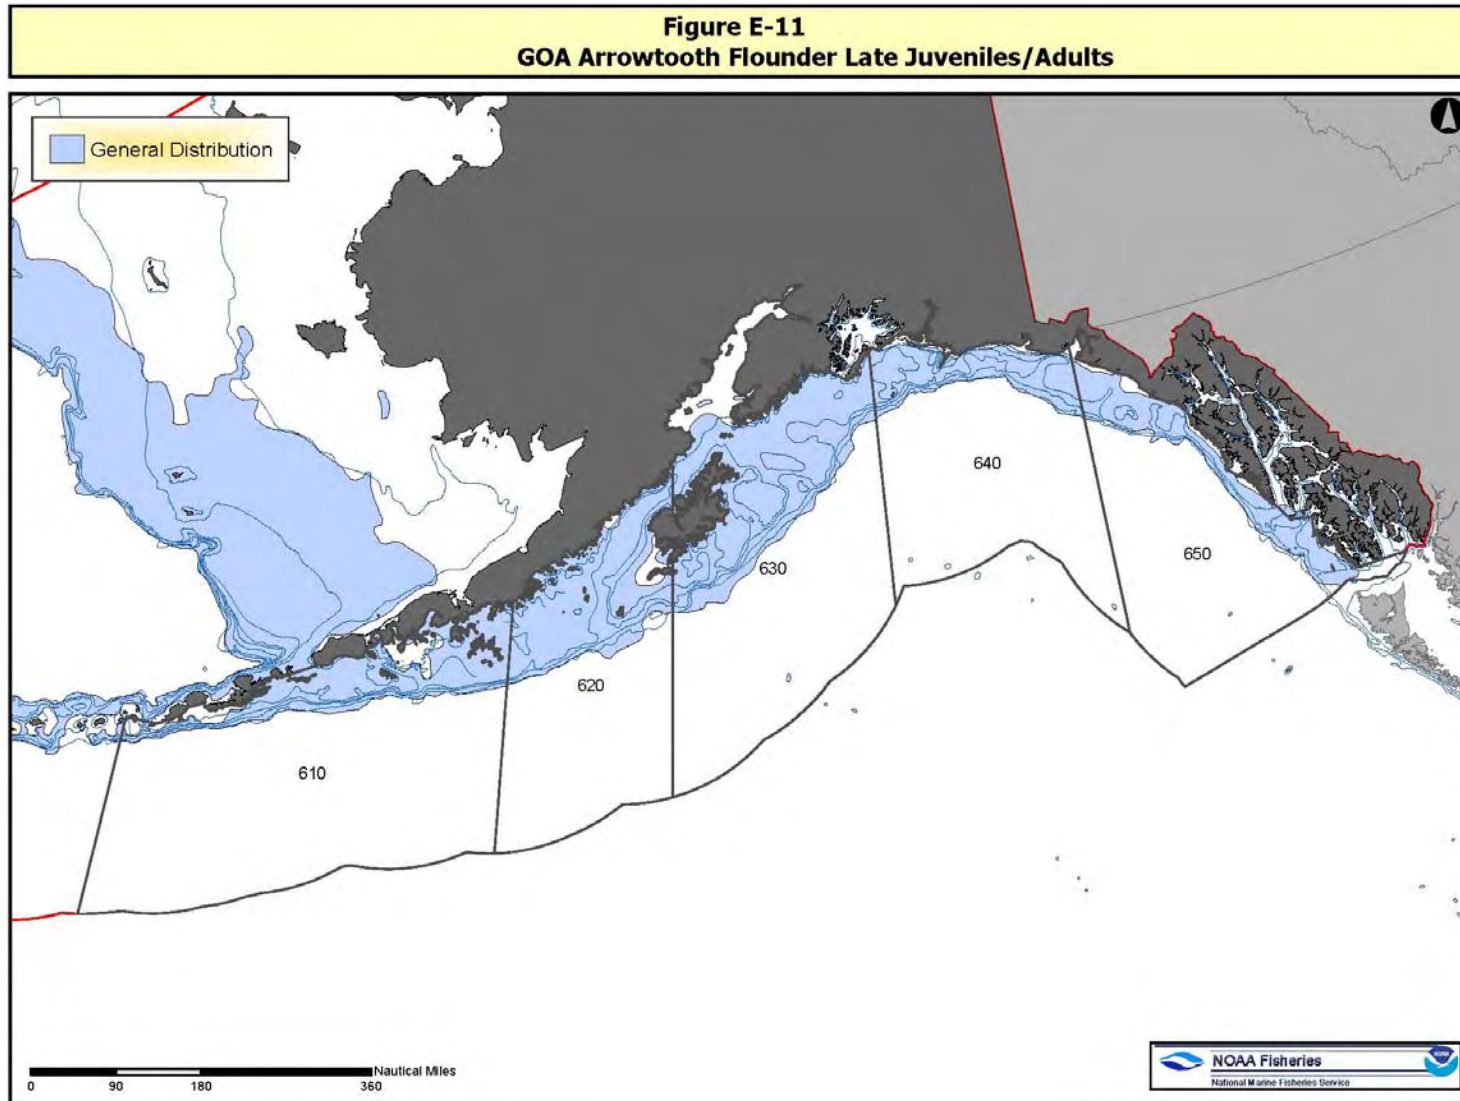 Figure E-11
GOA Arrowtooth Flounder Late Juveniles/Adults
General Distribution
640
650
630
620
610
Nautical Miles
0 90 180 360
NOAA Fisheries
National Marine Fisheries Service